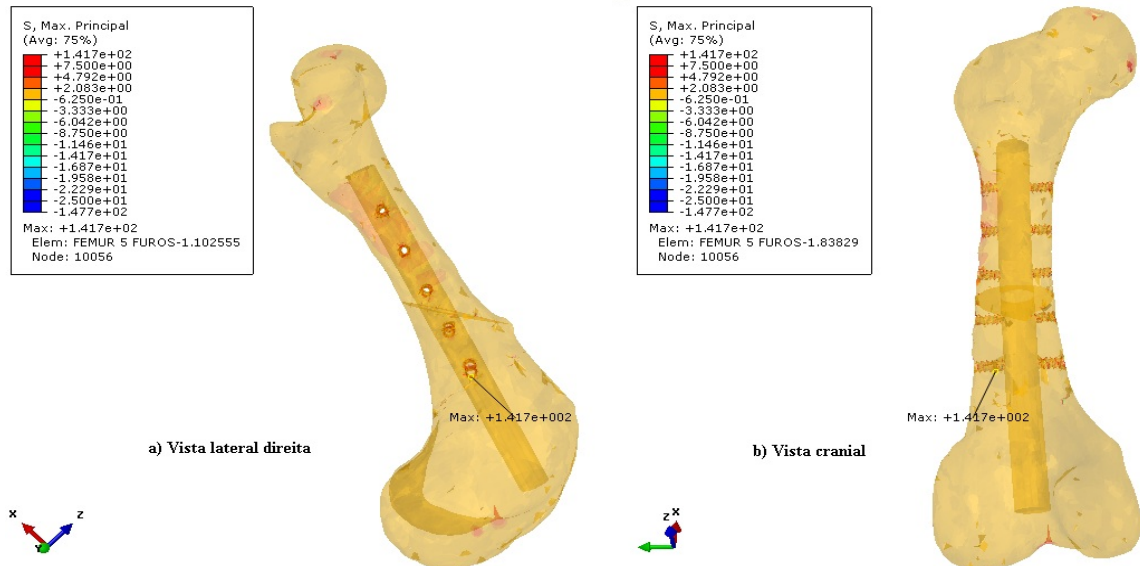 S, Max. Principal
(Avg: 75%)
+1.417e+02
+7.500e+00
+4.792e+00
+2.083e+00
-6.250e-01
-3.333e+00
-6.042e+00
-8.750e+00
-1.146e+01
-1.417e+01
-1.687e+01
-1.958e+01
-2.229e+01
-2.500e+01
-1.477e+02
Max: +1.417e+02
Elem: FEMUR 5 FUROS-1.102555
Node: 10056
Max: +1.417e+002
a) Vista lateral direita
X
Z
Y
S, Max. Principal
(Avg: 75%)
+1.417e+02
+7.500e+00
+4.792e+00
+2.083e+00
-6.250e-01
-3.333e+00
-6.042e+00
-8.750e+00
-1.146e+01
-1.417e+01
-1.687e+01
-1.958e+01
-2.229e+01
-2.500e+01
-1.477e+02
Max: +1.417e+02
Elem: FEMUR 5 FUROS-1.83829
Node: 10056
Max: +1.417e+002
b) Vista cranial
Z
X